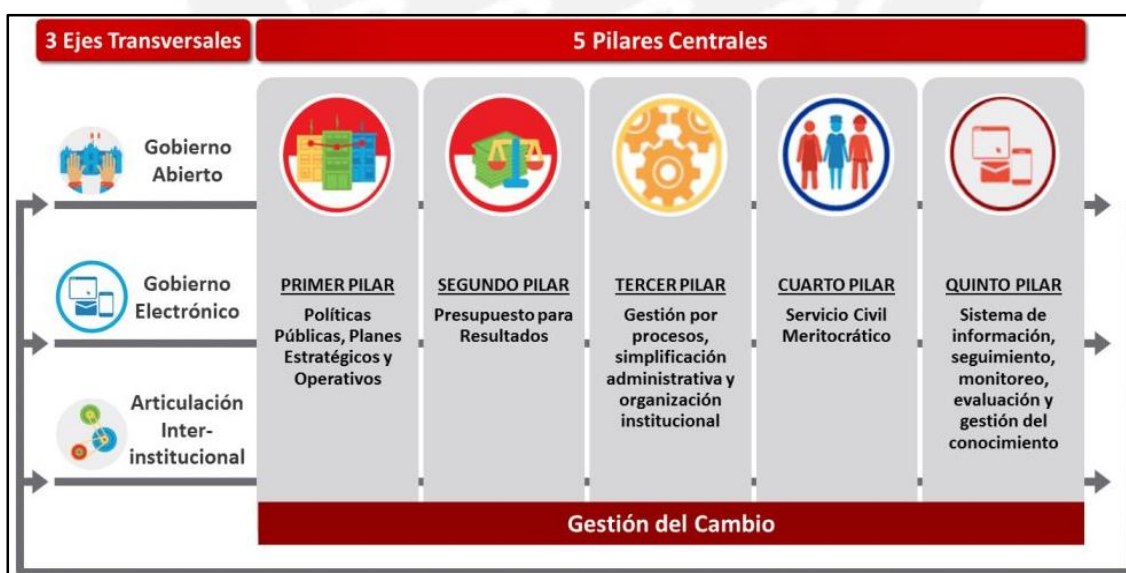 3 Ejes Transversales
5 Pilares Centrales
Gobierno
Abierto
Gobierno
Electrónico
Articulación
Inter-
institucional
PRIMER PILAR
Políticas
Públicas, Planes
Estratégicos y
Operativos
SEGUNDO PILAR
Presupuesto para
Resultados
TERCER PILAR
Gestión por
procesos,
simplificación
administrativa y
organización
institucional
CUARTO PILAR
Servicio Civil
Meritocrático
QUINTO PILAR
Sistema de
información,
seguimiento,
monitoreo,
evaluación y
gestión del
conocimiento
Gestión del Cambio